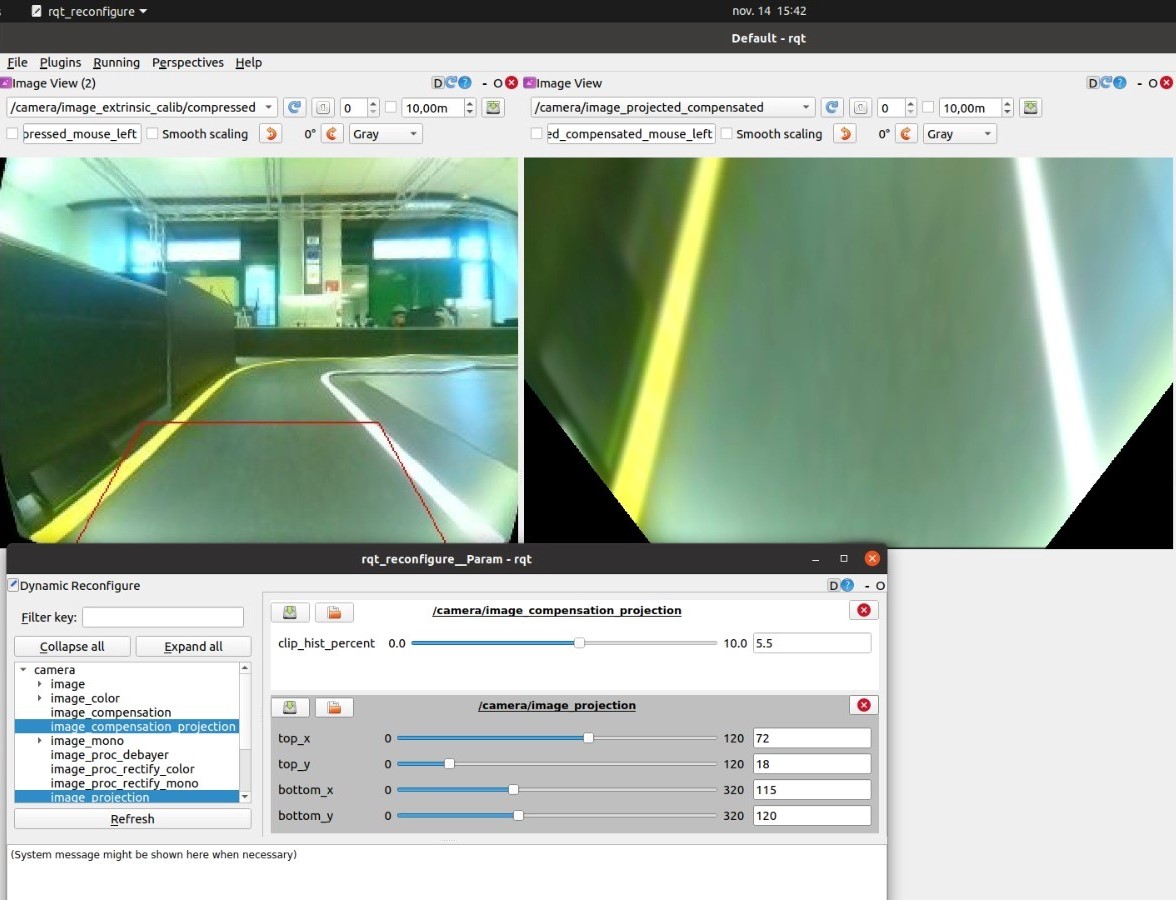 rqt_reconfigure nov. 14 15:42
Default - rqt
File Plugins Running Perspectives Help
Image View (2) D - O Image View D - O
/camera/image_extrinsic_calib/compressed 0 10,00m /camera/image_projected_compensated 0 10,00m
pressed_mouse_left Smooth scaling 0° Gray ed_compensated_mouse_left Smooth scaling 0° Gray
rqt_reconfigure__Param - rqt
Dynamic Reconfigure D - O
Filter key:
Collapse all Expand all
camera
image
image_color
image_compensation
image_compensation_projection
image_mono
image_proc_debayer
image_proc_rectify_color
image_proc_rectify_mono
image_projection
Refresh
/camera/image_compensation_projection
clip_hist_percent 0.0 10.0 5.5
/camera/image_projection
top_x 0 120 72
top_y 0 120 18
bottom_x 0 320 115
bottom_y 0 320 120
(System message might be shown here when necessary)